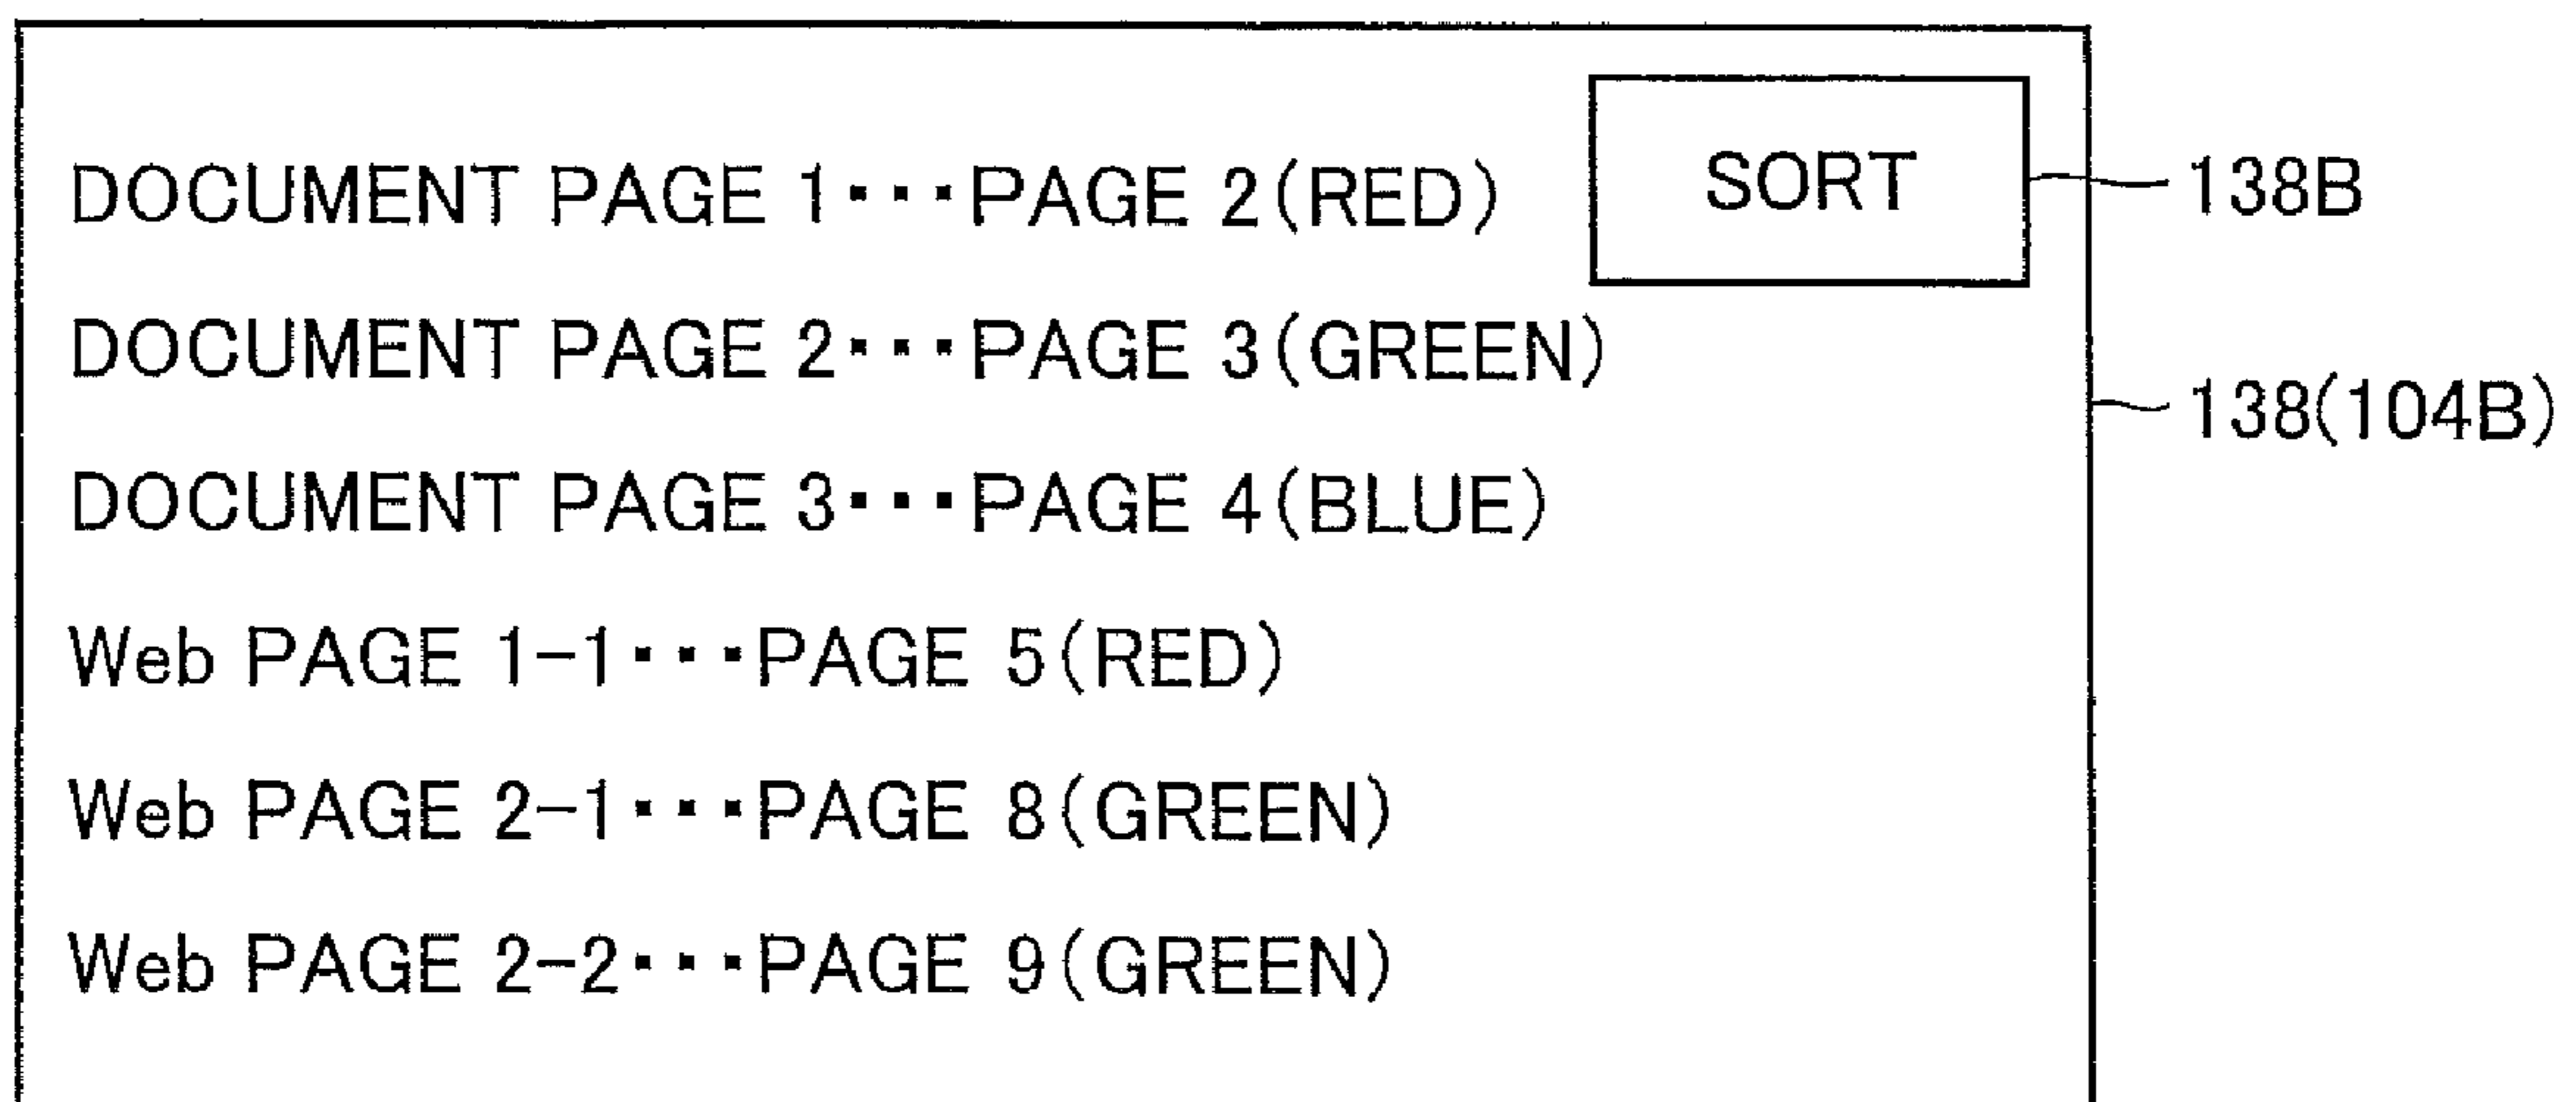 SORT
138B
DOCUMENT PAGE 1···PAGE 2(RED)
DOCUMENT PAGE 2···PAGE 3(GREEN)
138(104B)
DOCUMENT PAGE 3···PAGE 4(BLUE)
Web PAGE 1-1···PAGE 5(RED)
Web PAGE 2-1···PAGE 8(GREEN)
Web PAGE 2-2···PAGE 9(GREEN)